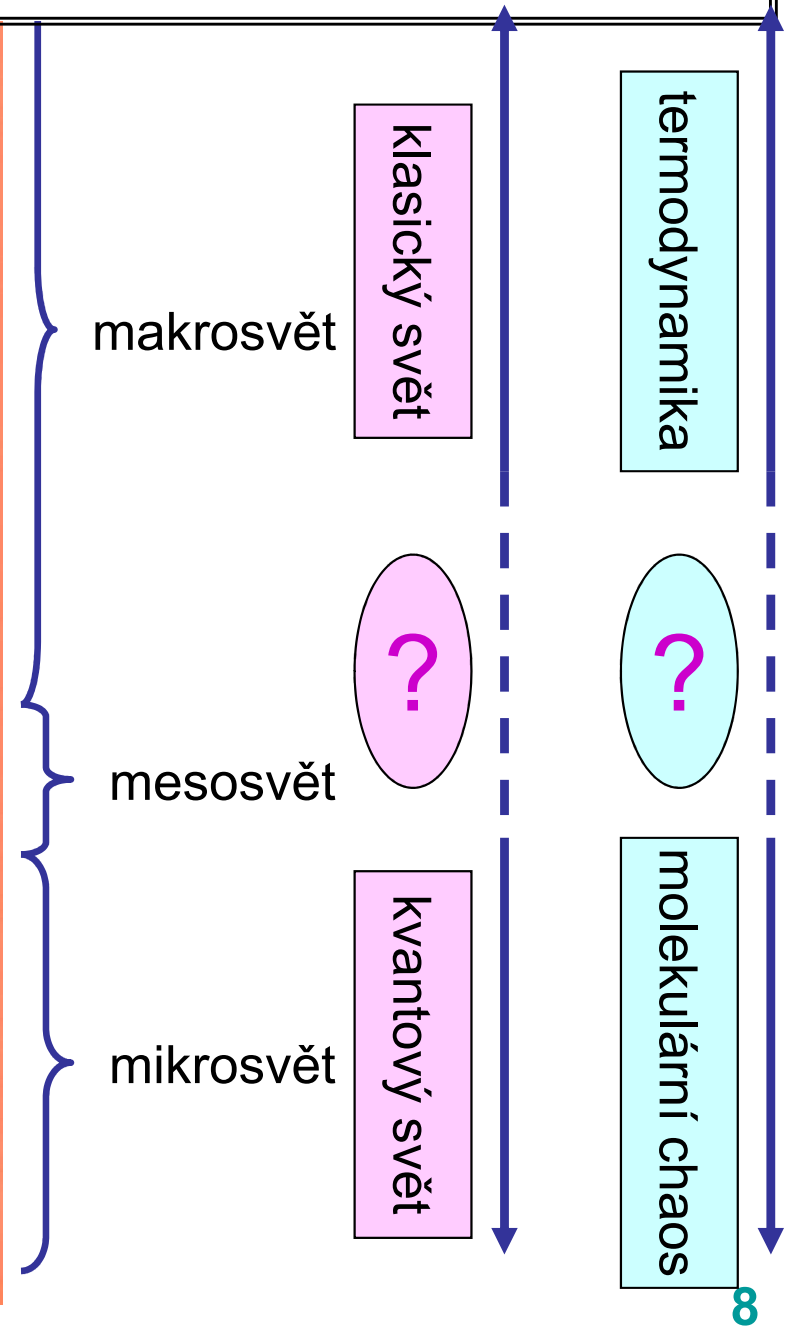 makrosvět
klasický svět
termodynamika
?
?
mesosvět
mikrosvět
kvantový svět
molekulární chaos
8